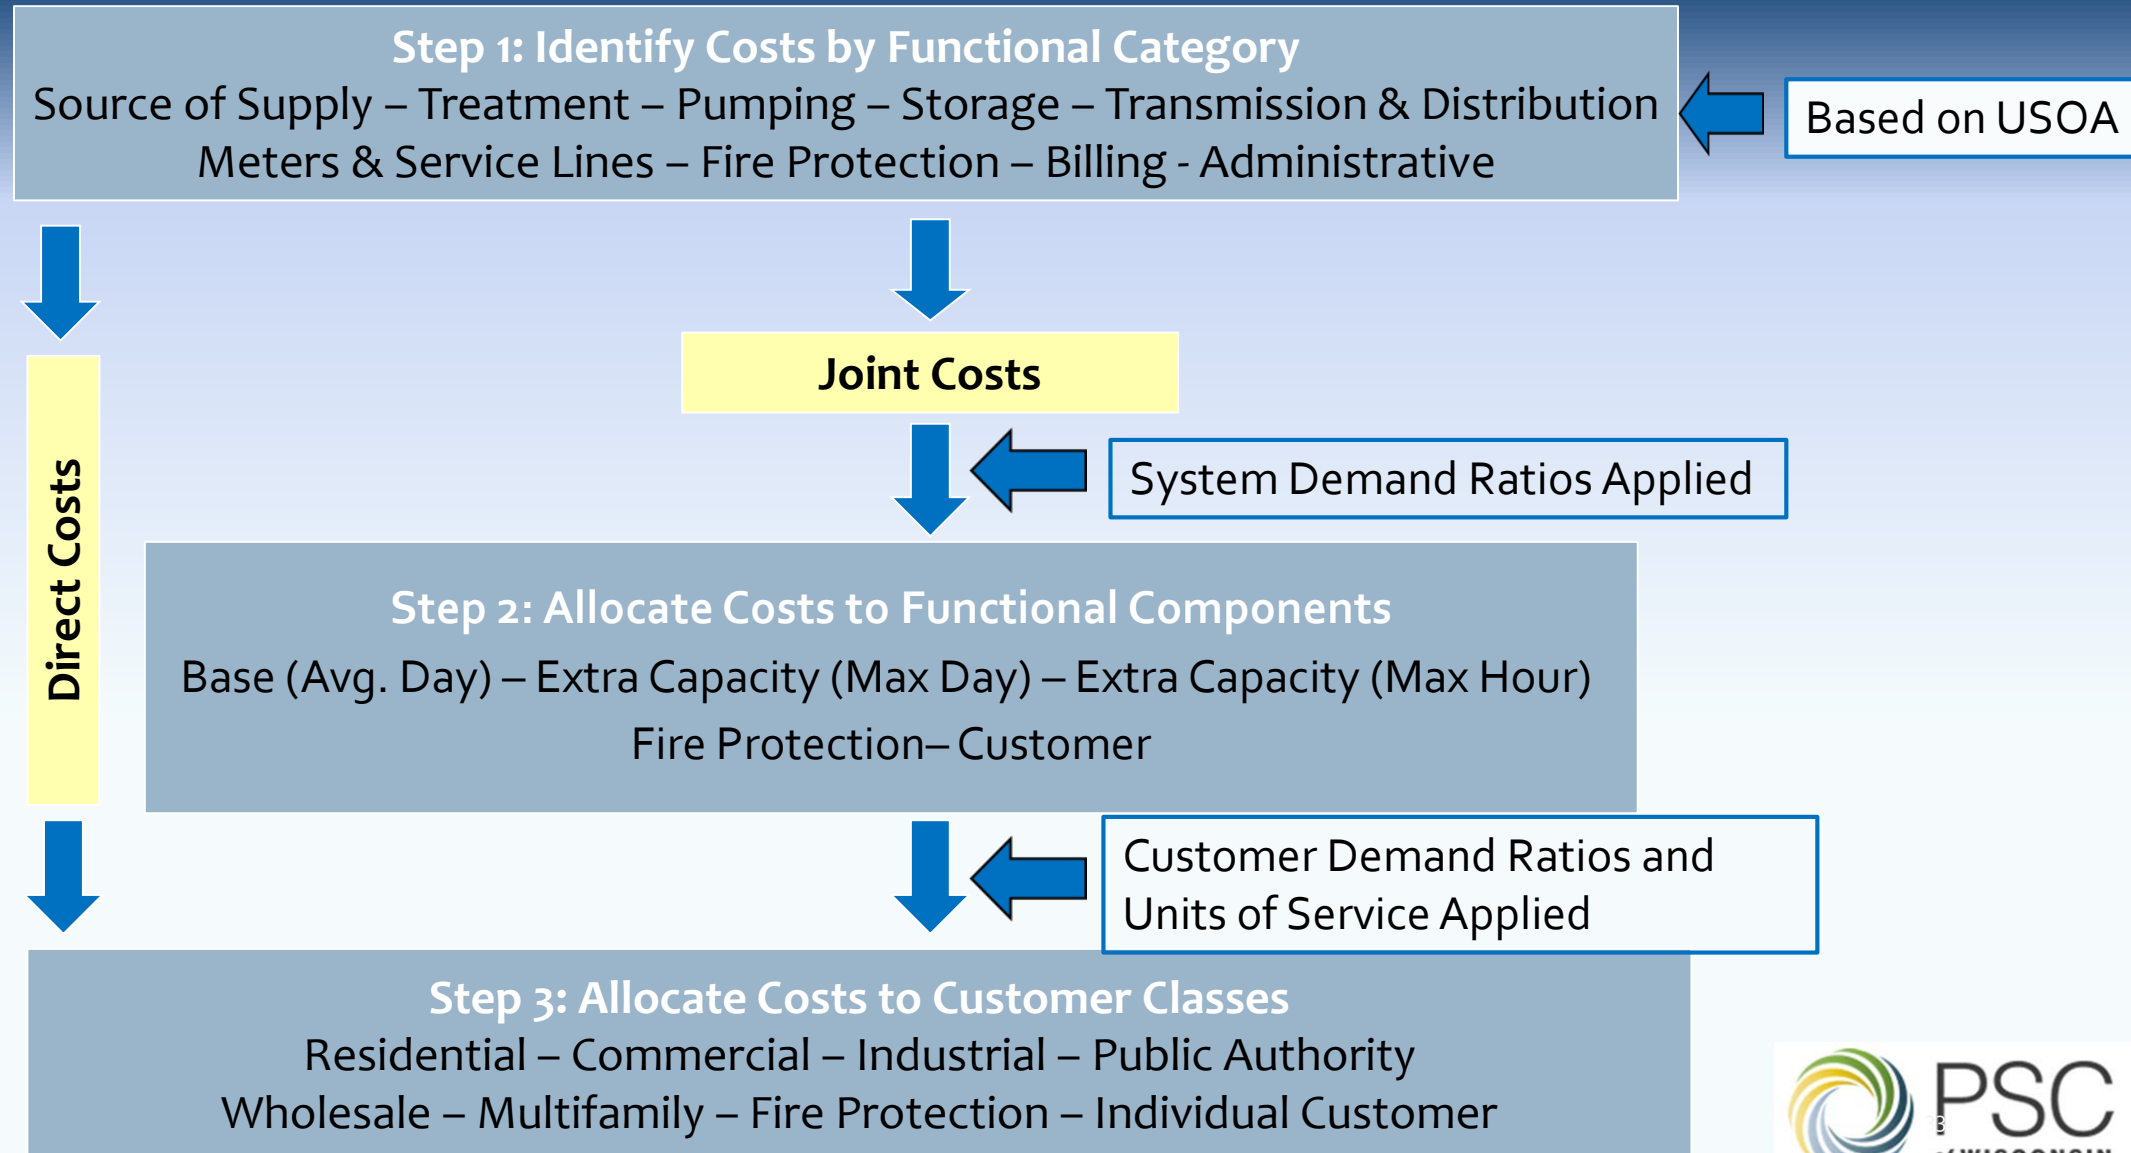 Step 1: Identify Costs by Functional Category
Source of Supply – Treatment – Pumping – Storage – Transmission & Distribution
Meters & Service Lines – Fire Protection – Billing - Administrative
Based on USOA
Joint Costs
System Demand Ratios Applied
Direct Costs
Step 2: Allocate Costs to Functional Components
Base (Avg. Day) – Extra Capacity (Max Day) – Extra Capacity (Max Hour)
Fire Protection– Customer
Customer Demand Ratios and
Units of Service Applied
Step 3: Allocate Costs to Customer Classes
Residential – Commercial – Industrial – Public Authority
Wholesale – Multifamily – Fire Protection – Individual Customer
PSC
of WISCONSIN